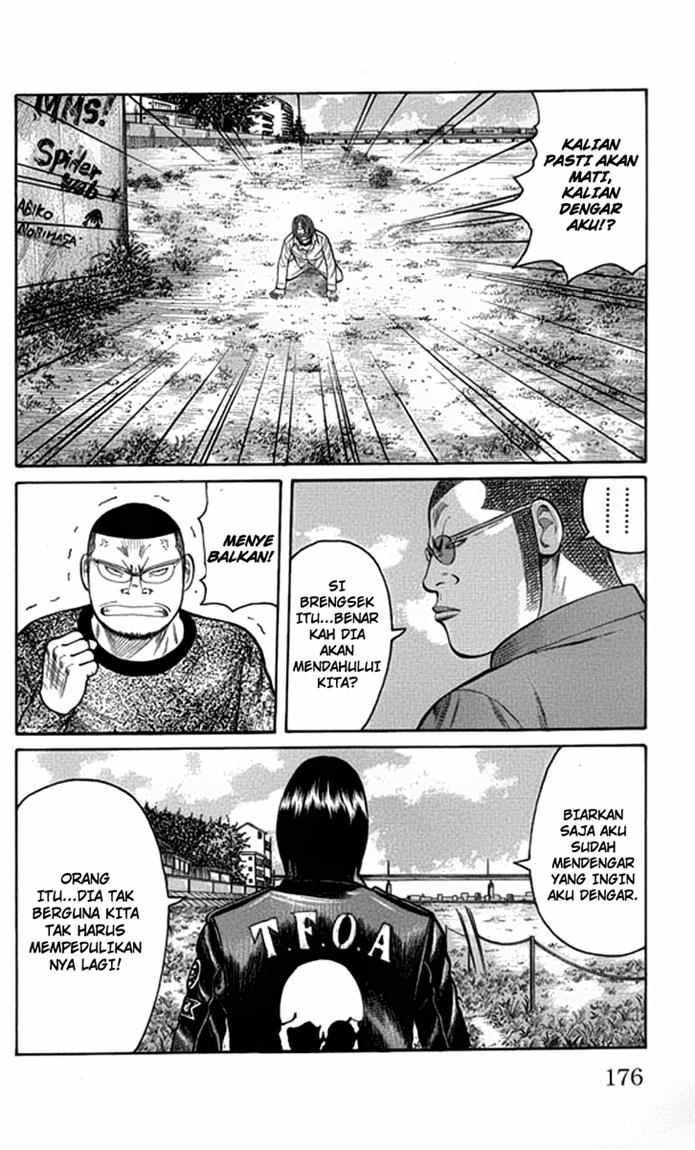 MMS!
Spider
web
ABIKO
NORIMASA
KALIAN
PASTI AKAN
MATI,
KALIAN
DENGAR
AKU!?
SI
BRENGSEK
ITU...BENAR
KAH DIA
AKAN
MENDAHULUI
KITA?
MENYE
BALKAN!
BIARKAN
SAJA AKU
SUDAH
MENDENGAR
YANG INGIN
AKU DENGAR.
T.F.O.A
ORANG
ITU...DIA TAK
BERGUNA KITA
TAK HARUS
MEMPEDULIKAN
NYA LAGI!
176